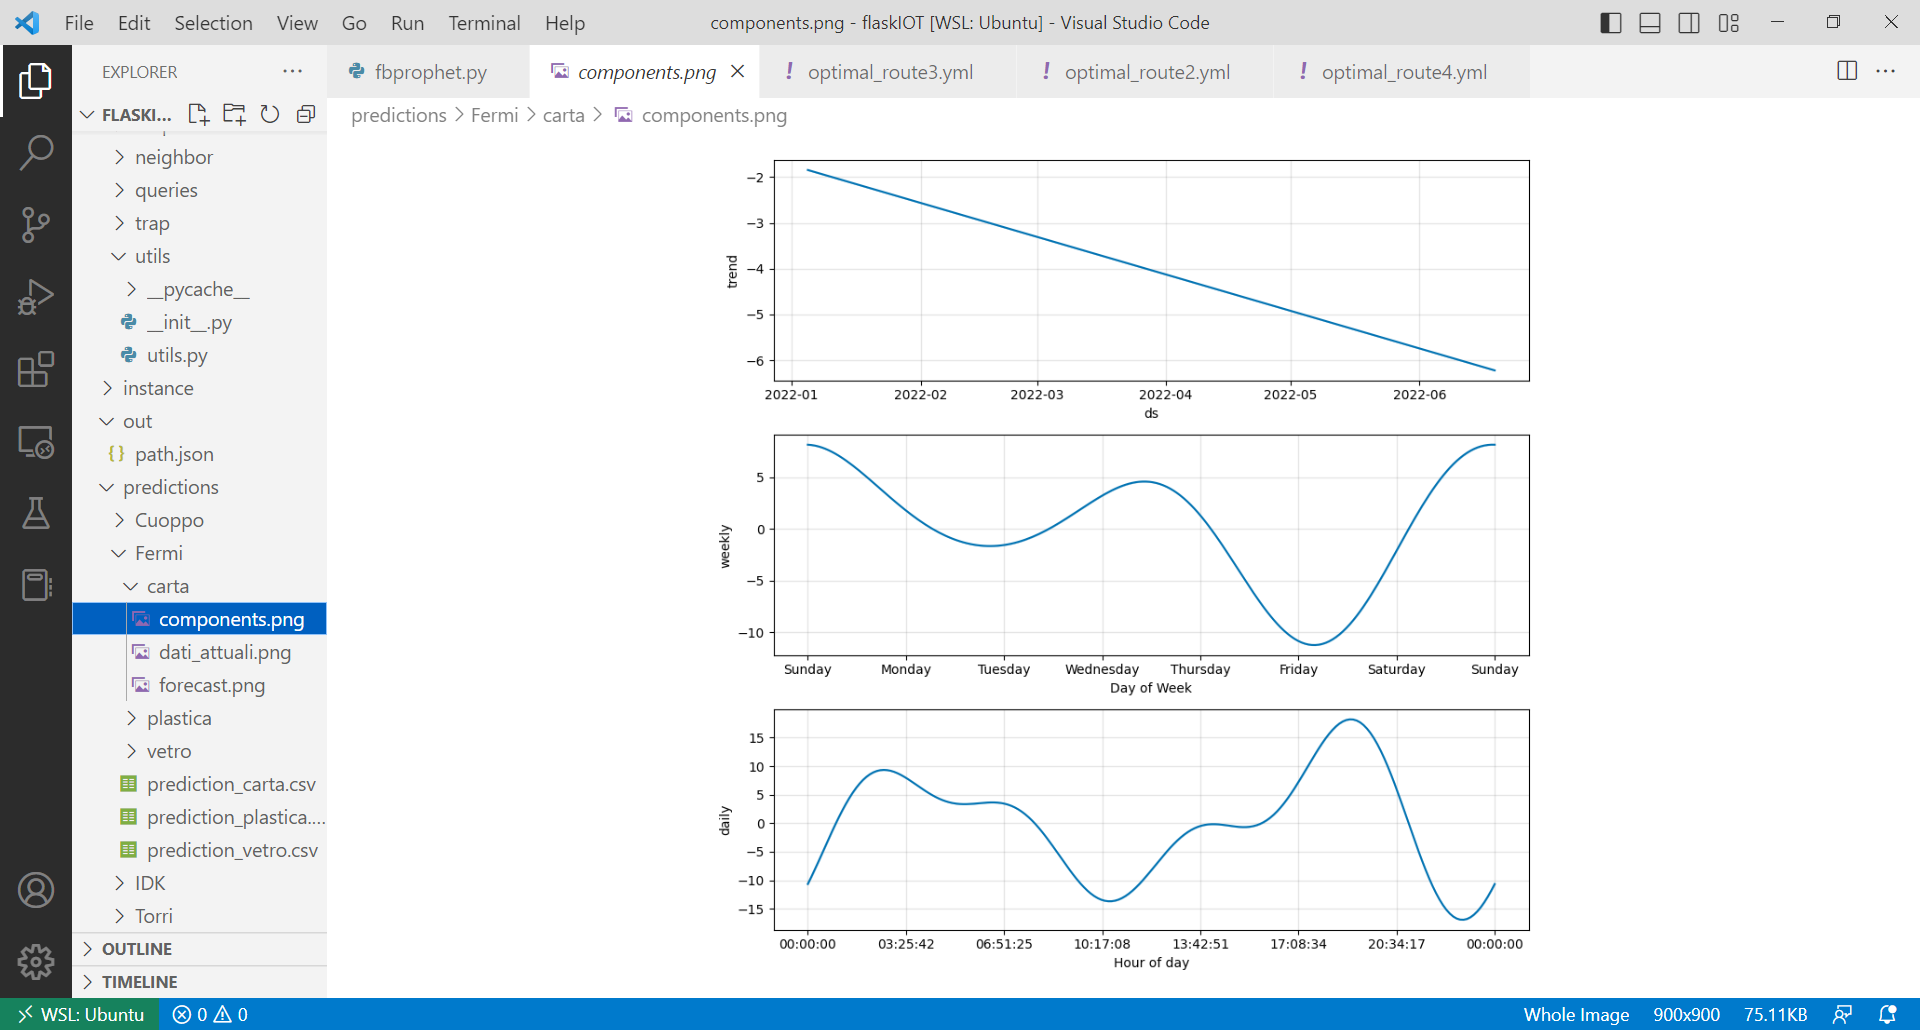 File Edit Selection View Go Run Terminal Help
components.png - flaskIOT [WSL: Ubuntu] - Visual Studio Code
EXPLORER
fbprophet.py
components.png
! optimal_route3.yml
! optimal_route2.yml
! optimal_route4.yml
FLASKI...
predictions > Fermi > carta > components.png
neighbor
queries
trap
utils
__pycache__
__init__.py
utils.py
instance
out
{} path.json
predictions
Cuoppo
Fermi
carta
components.png
dati_attuali.png
forecast.png
plastica
vetro
prediction_carta.csv
prediction_plastica....
prediction_vetro.csv
IDK
Torri
OUTLINE
TIMELINE
−2
−3
−4
−5
−6
trend
2022-01 2022-02 2022-03 2022-04 2022-05 2022-06
ds
5
0
−5
−10
weekly
Sunday Monday Tuesday Wednesday Thursday Friday Saturday Sunday
Day of Week
15
10
5
0
−5
−10
−15
daily
00:00:00 03:25:42 06:51:25 10:17:08 13:42:51 17:08:34 20:34:17 00:00:00
Hour of day
WSL: Ubuntu 0 0
Whole Image 900x900 75.11KB